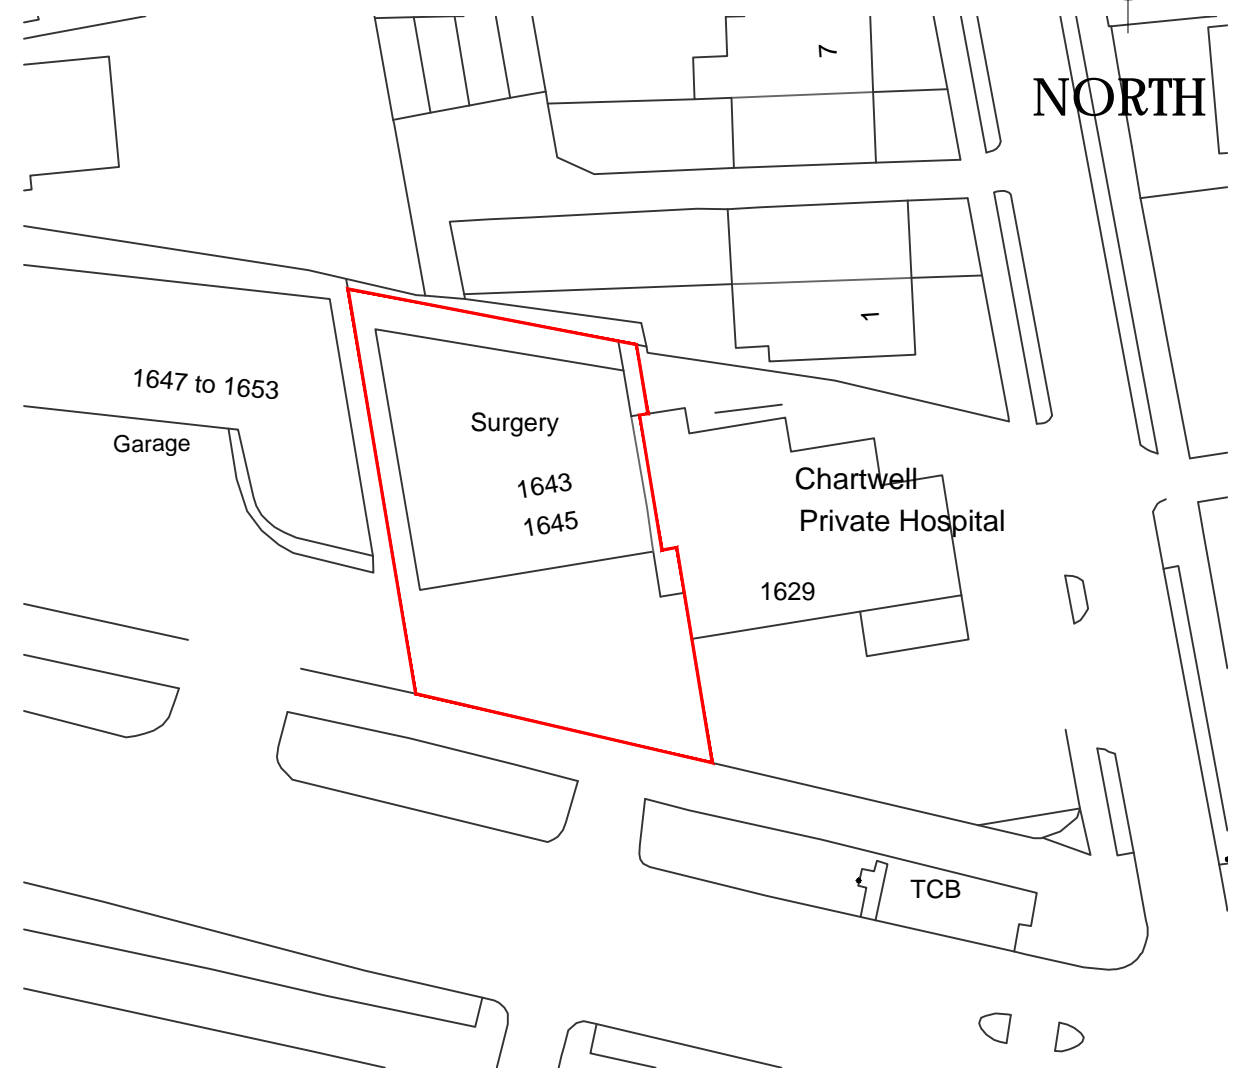 7
NORTH
1
1647 to 1653
Garage
Surgery
1643
1645
Chartwell
Private Hospital
1629
TCB